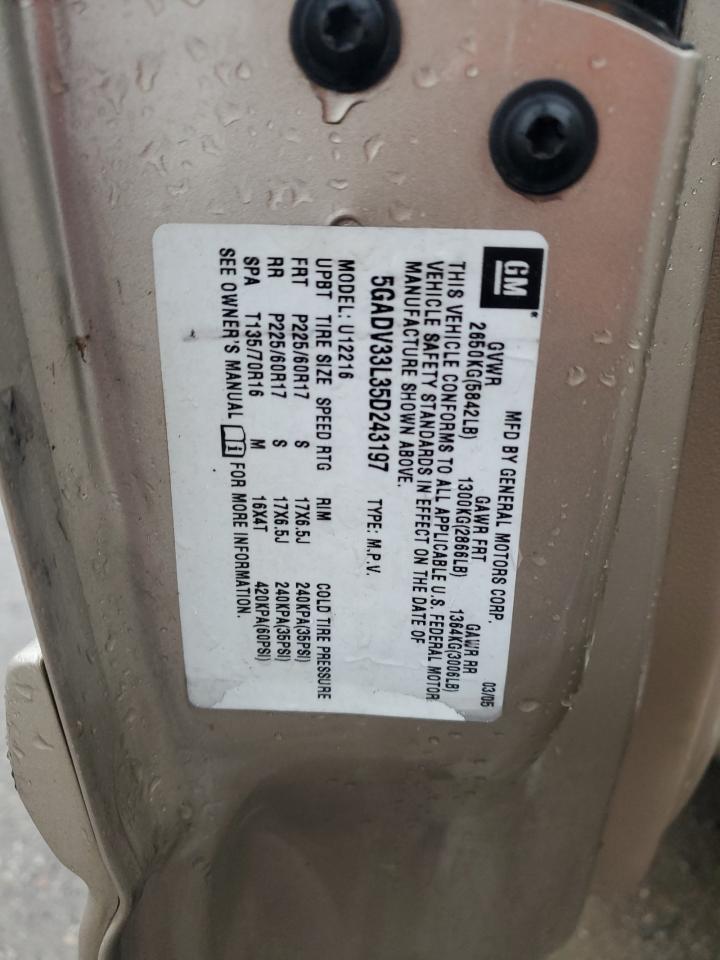 GM
MFD BY GENERAL MOTORS CORP. 03/05
GVWR GAWR FRT GAWR RR
2650KG(5842LB) 1300KG(2866LB) 1364KG(3006LB)
THIS VEHICLE CONFORMS TO ALL APPLICABLE U.S. FEDERAL MOTOR
VEHICLE SAFETY STANDARDS IN EFFECT ON THE DATE OF
MANUFACTURE SHOWN ABOVE.
5GADV33L35D243197 TYPE: M.P.V.
MODEL: U12216
UPBT TIRE SIZE SPEED RTG RIM COLD TIRE PRESSURE
FRT P225/60R17 S 17X6.5J 240KPA(35PSI)
RR P225/60R17 S 17X6.5J 240KPA(35PSI)
SPA T135/70R16 M 16X4T 420KPA(60PSI)
SEE OWNER'S MANUAL i FOR MORE INFORMATION.